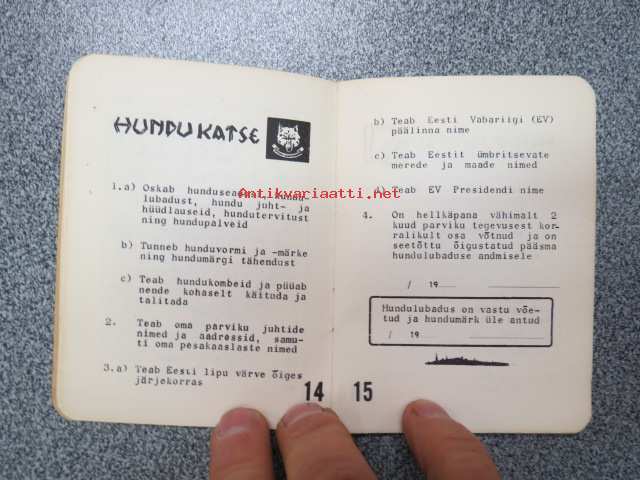 HUNDUKATSE
1.a) Oskab hunduseadust, hundu-
lubadust, hundu juht- ja
hüüdlauseid, hundutervitust
ning hundupalveid
b) Tunneb hunduvormi ja -märke
ning hundumärgi tähendust
c) Teab hundukombeid ja püüab
nende kohaselt käituda ja
talitada
2. Teab oma parviku juhtide
nimed ja aadressid, samu-
ti oma pesakaaslaste nimed
3.a) Teab Eesti lipu värve õiges
järjekorras
14
b) Teab Eesti Vabariigi (EV)
päälinna nime
c) Teab Eestit ümbritsevate
merede ja maade nimed
d) Teab EV Presidendi nime
4. On hellkäpana vähimalt 2
kuud parviku tegevusest kor-
ralikult osa võtnud ja on
seetõttu õigustatud pääsma
hundulubaduse andmisele
/ 19
Hundulubadus on vastu võe-
tud ja hundumärk üle antud
/ 19
15
Antikvariaatti.net